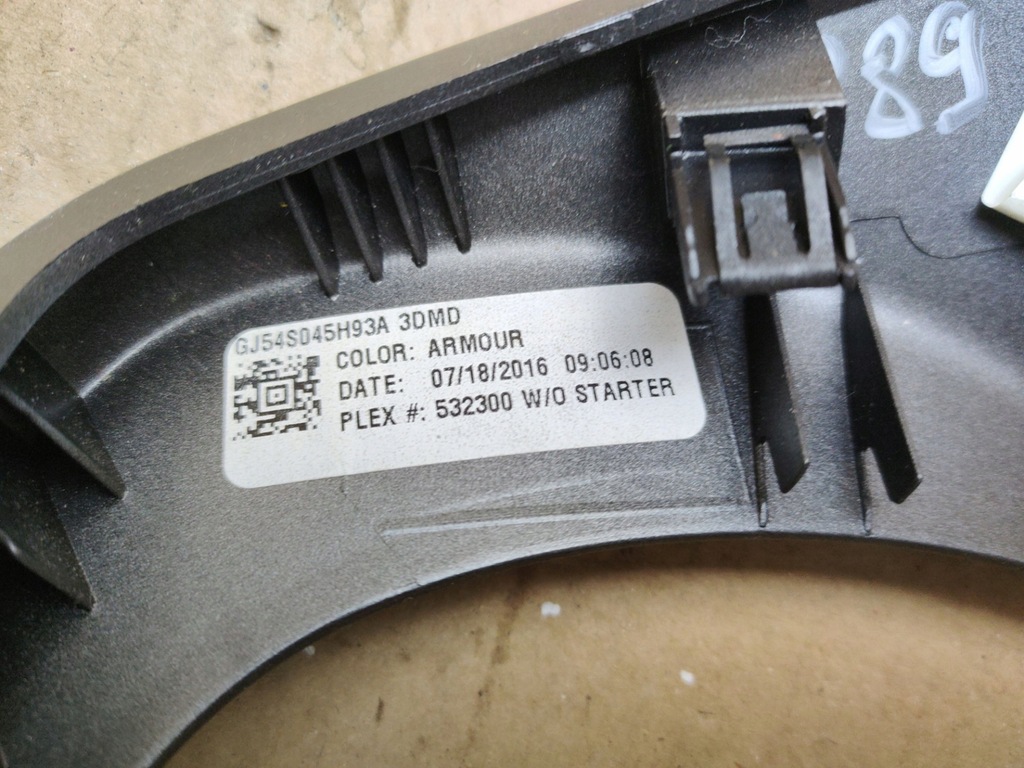 89
GJ54S045H93A 3DMD
COLOR: ARMOUR
DATE: 07/18/2016 09:06:08
PLEX #: 532300 W/O STARTER